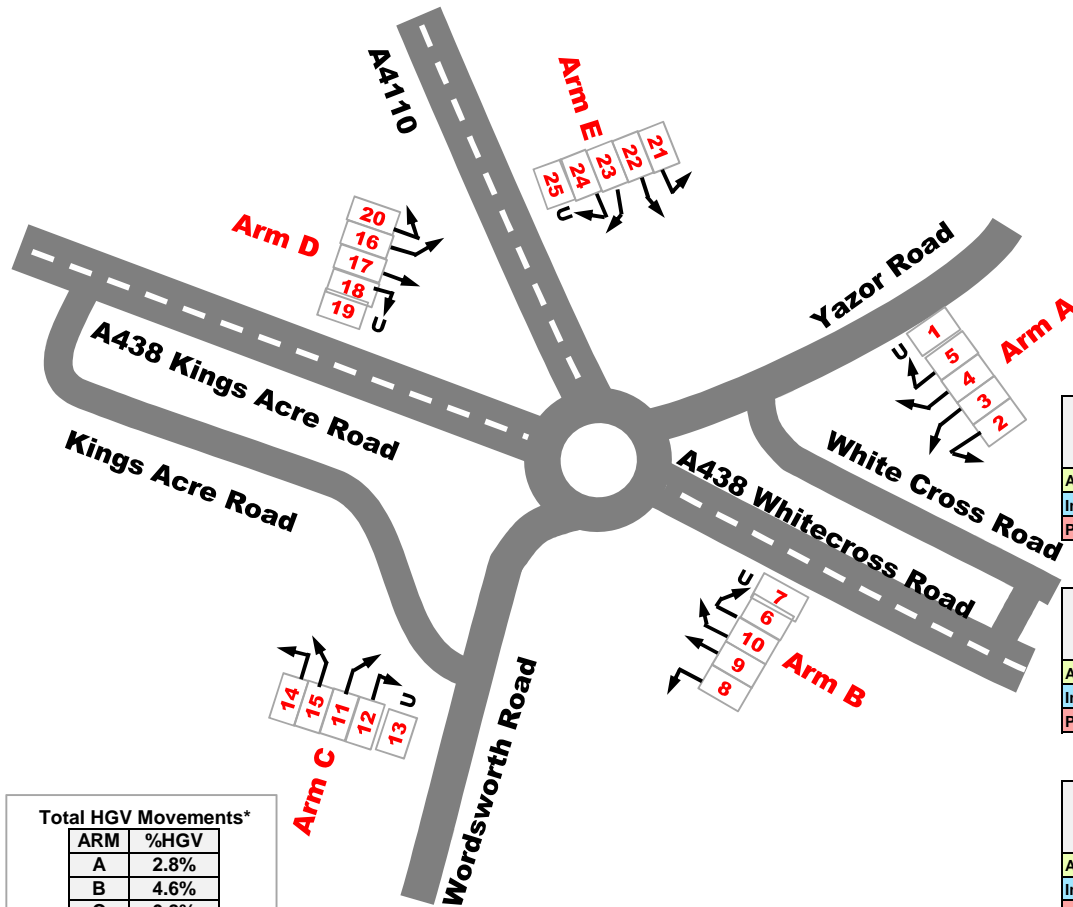 A4110
Arm E
21
22
23
24
25
U
Arm D
20
16
17
18
19
U
Yazor Road
Arm A
1
5
4
3
2
U
A438 Kings Acre Road
Kings Acre Road
A438 Whitecross Road
White Cross Road
U
7
6
10
9
8
Arm B
14
15
11
12
13
U
Arm C
Wordsworth Road
Total HGV Movements*
ARM %HGV
A 2.8%
B 4.6%